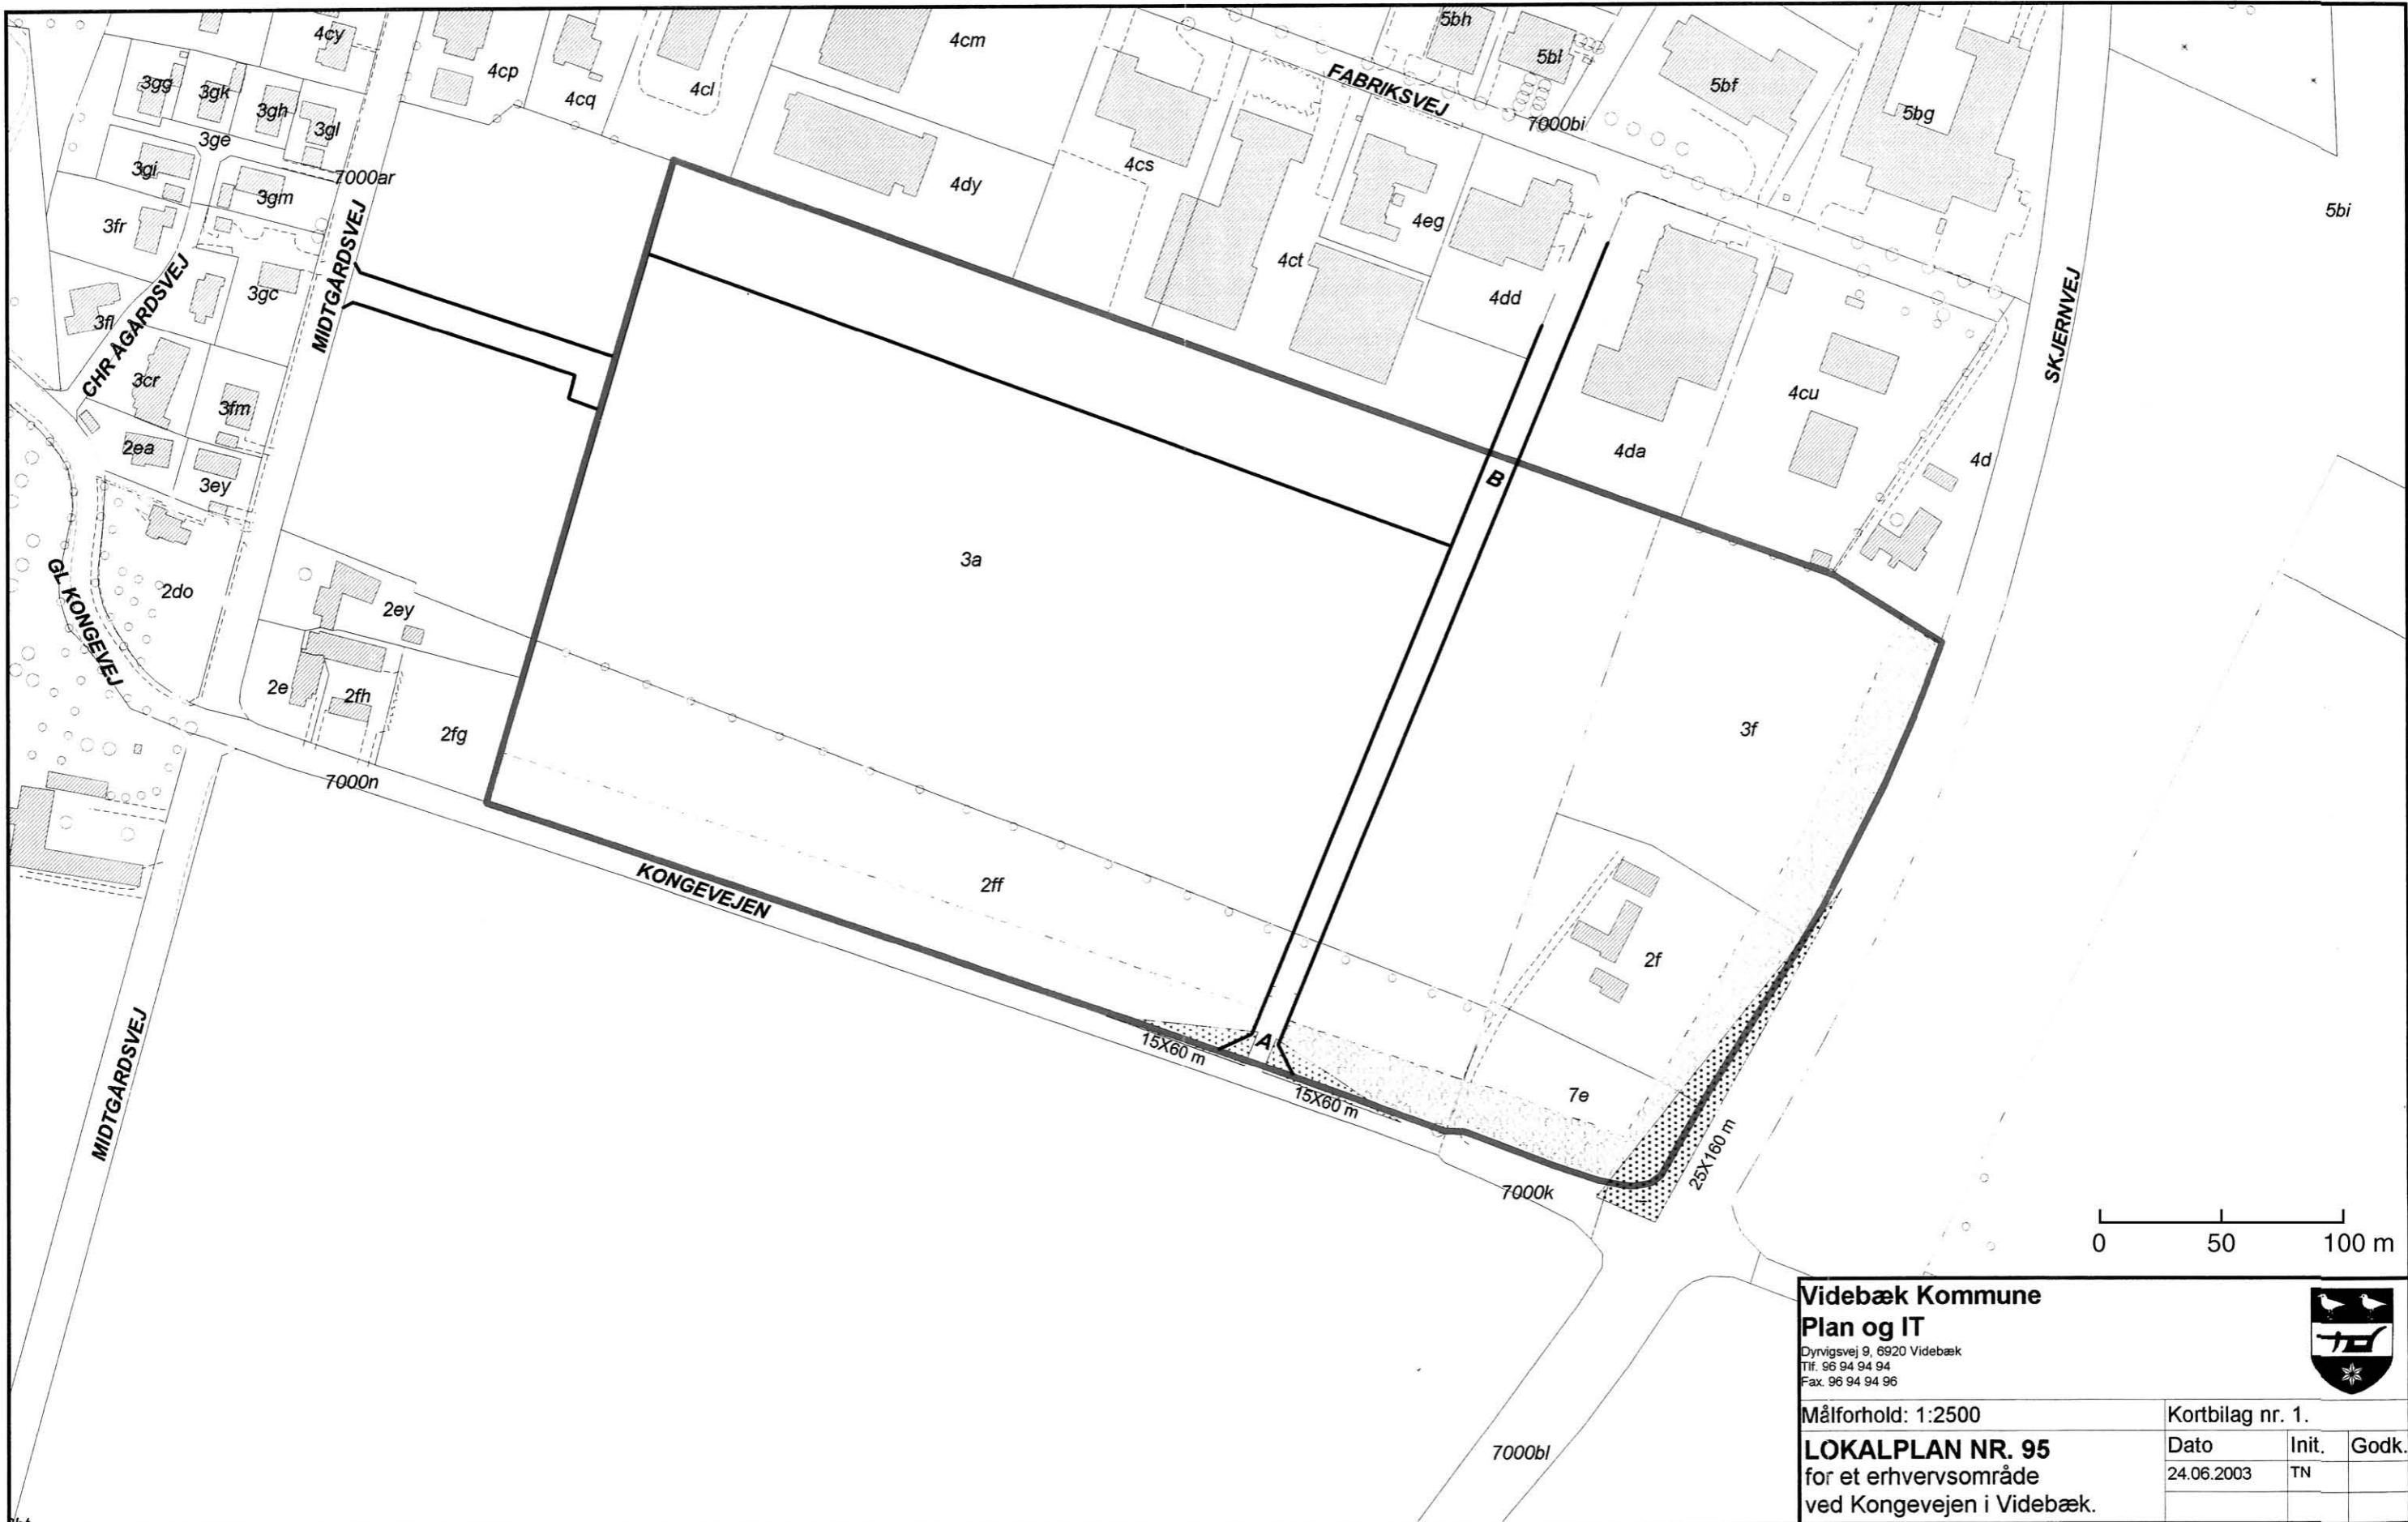 4cy
4cp
4cq
4cl
4cm
5bh
5bl
5bf
5bg
FABRIKSVEJ
7000bi
3gg
3gk
3gh
3gl
3ge
3gi
3gm
7000ar
4dy
4cs
4eg
5bi
3fr
MIDTGÅRDSVEJ
4ct
4dd
3gc
3fl
CHR ÅGÅRDSVEJ
SKJERNVEJ
3cr
3fm
4cu
2ea
3ey
4da
4d
B
3a
GL KONGEVEJ
2do
2ey
2e
2fh
2fg
3f
7000n
KONGEVEJEN
2ff
2f
MIDTGÅRDSVEJ
A
15X60 m
15X60 m
7e
25X160 m
7000k
0 50 100 m
7000bl
Videbæk Kommune
Plan og IT
Dyrvigsvej 9, 6920 Videbæk
Tlf. 96 94 94 94
Fax. 96 94 94 96
Målforhold: 1:2500
Kortbilag nr. 1.
LOKALPLAN NR. 95
for et erhvervsområde
ved Kongevejen i Videbæk.
Dato Init. Godk.
24.06.2003 TN